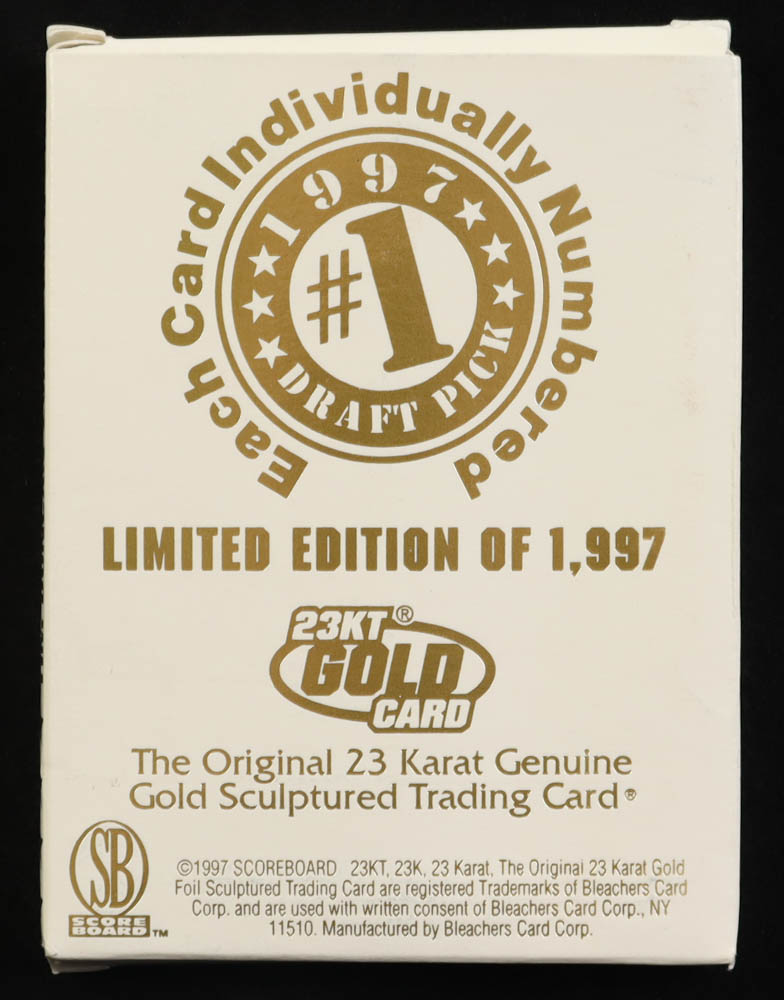 Each Card Individually Numbered
1997
#1
DRAFT PICK
LIMITED EDITION OF 1,997
23KT®
GOLD
CARD
The Original 23 Karat Genuine
Gold Sculptured Trading Card®
SB
SCORE
BOARD TM
©1997 SCOREBOARD 23KT, 23K, 23 Karat, The Original 23 Karat Gold
Foil Sculptured Trading Card are registered Trademarks of Bleachers Card
Corp. and are used with written consent of Bleachers Card Corp., NY
11510. Manufactured by Bleachers Card Corp.